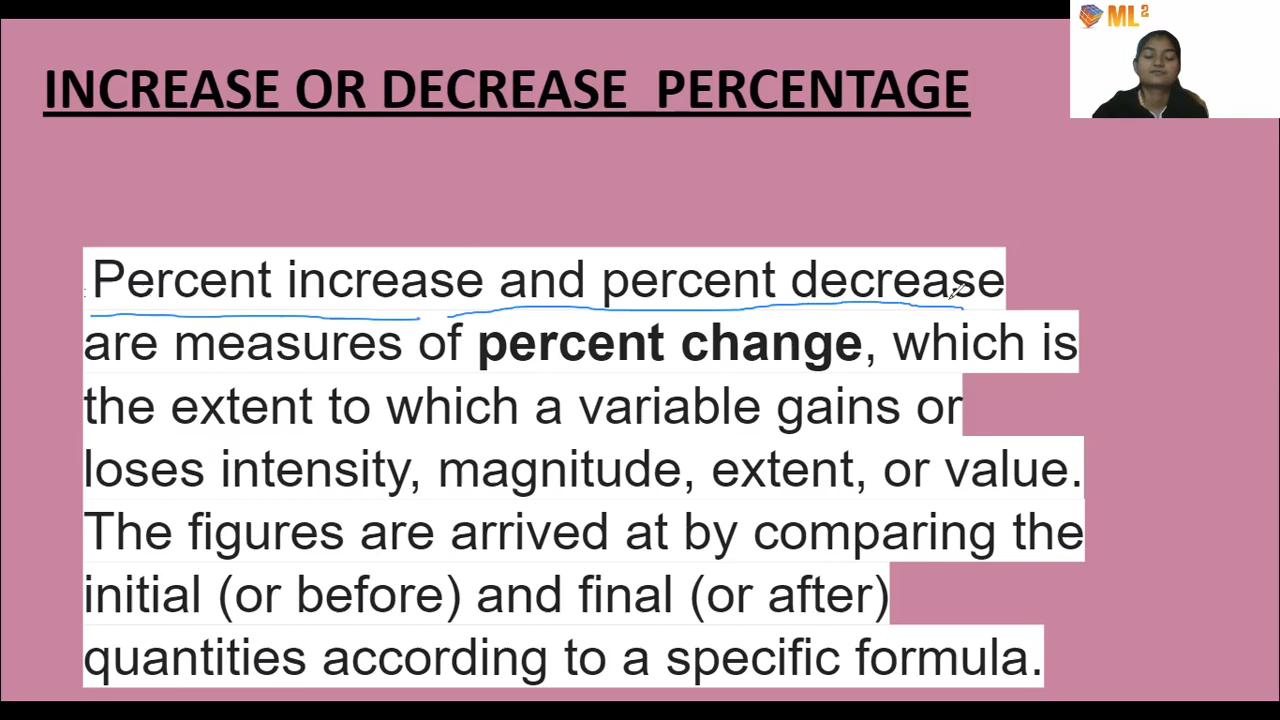 ML²
INCREASE OR DECREASE PERCENTAGE
Percent increase and percent decrease
are measures of percent change, which is
the extent to which a variable gains or
loses intensity, magnitude, extent, or value.
The figures are arrived at by comparing the
initial (or before) and final (or after)
quantities according to a specific formula.